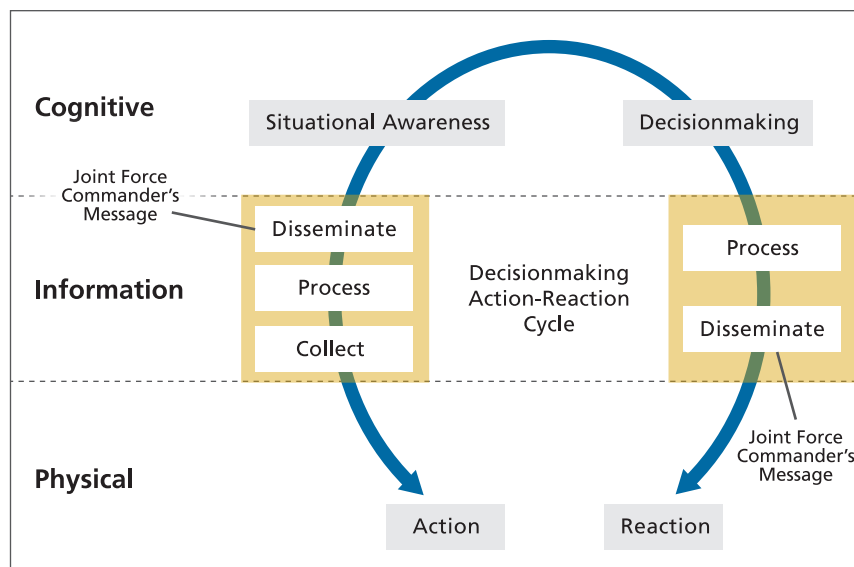 Cognitive
Situational Awareness
Decisionmaking
Joint Force
Commander's
Message
Disseminate
Process
Collect
Information
Decisionmaking
Action-Reaction
Cycle
Process
Disseminate
Joint Force
Commander's
Message
Physical
Action
Reaction